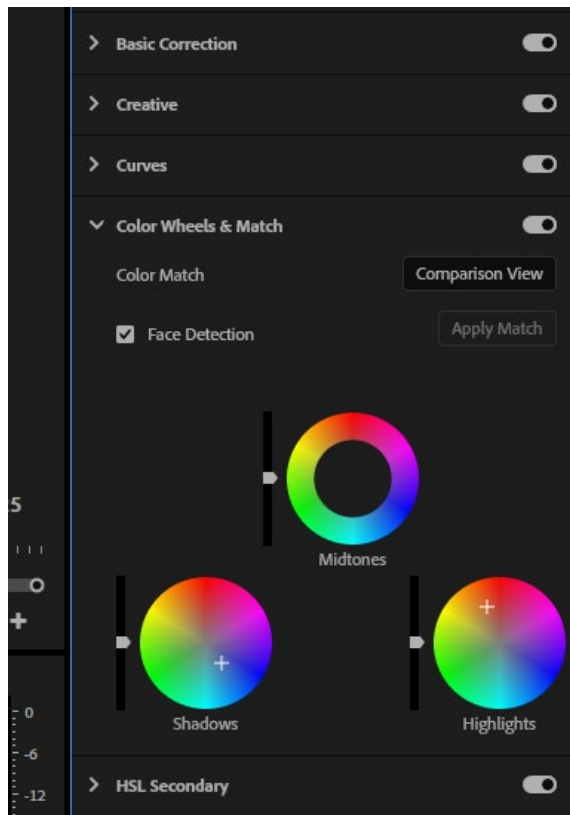 Basic Correction
Creative
Curves
Color Wheels & Match
Color Match
Comparison View
Face Detection
Apply Match
Midtones
Shadows
Highlights
HSL Secondary
.5
0
-6
-12